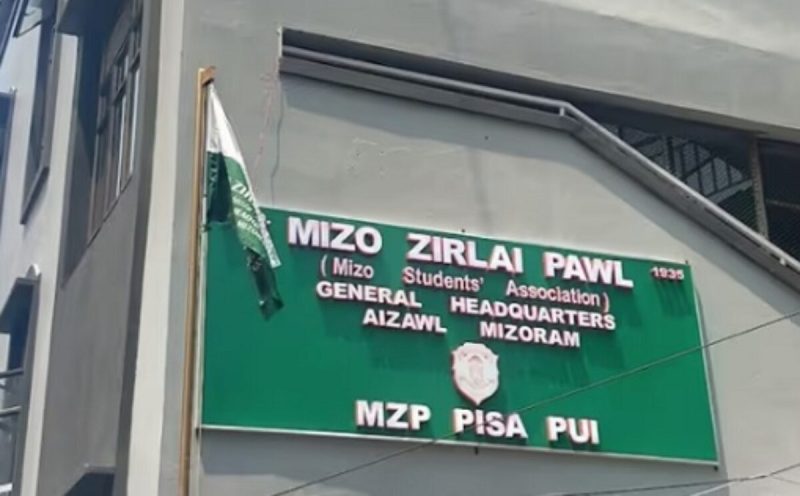 MIZO ZIRLAI PAWL 1935
( Mizo Students' Association )
GENERAL HEADQUARTERS
AIZAWL MIZORAM
MZP PISA PUI